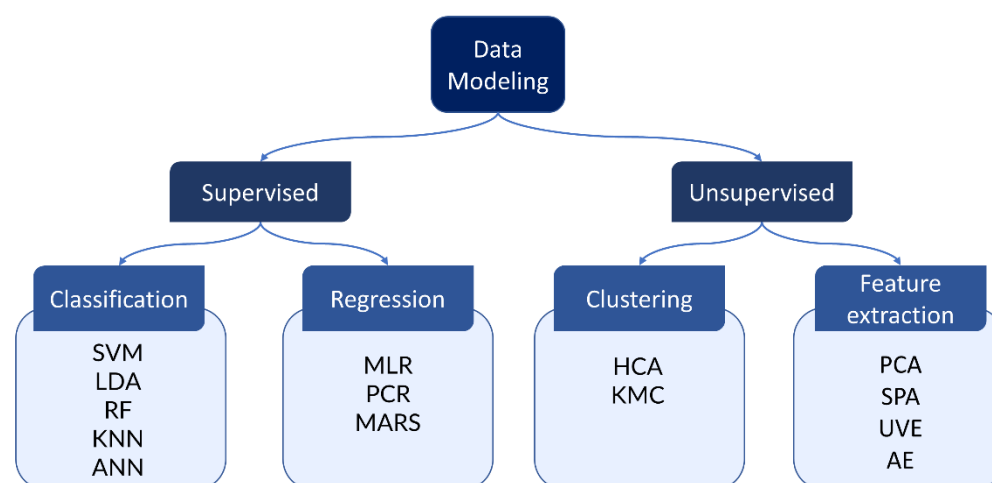 Data
Modeling
Supervised
Unsupervised
Classification
Regression
Clustering
Feature
extraction
SVM
LDA
RF
KNN
ANN
MLR
PCR
MARS
HCA
KMC
PCA
SPA
UVE
AE